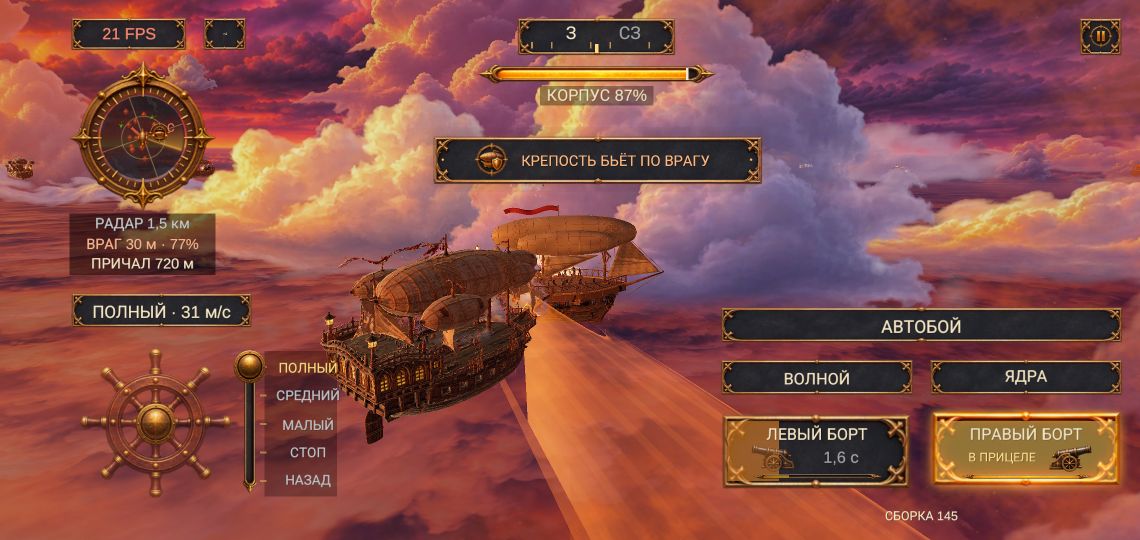 21 FPS
З СЗ
КОРПУС 87%
КРЕПОСТЬ БЬЁТ ПО ВРАГУ
РАДАР 1,5 км
ВРАГ 30 м · 77%
ПРИЧАЛ 720 м
ПОЛНЫЙ · 31 м/с
ПОЛНЫЙ
СРЕДНИЙ
МАЛЫЙ
СТОП
НАЗАД
АВТОБОЙ
ВОЛНОЙ
ЯДРА
ЛЕВЫЙ БОРТ
1,6 с
ПРАВЫЙ БОРТ
В ПРИЦЕЛЕ
СБОРКА 145